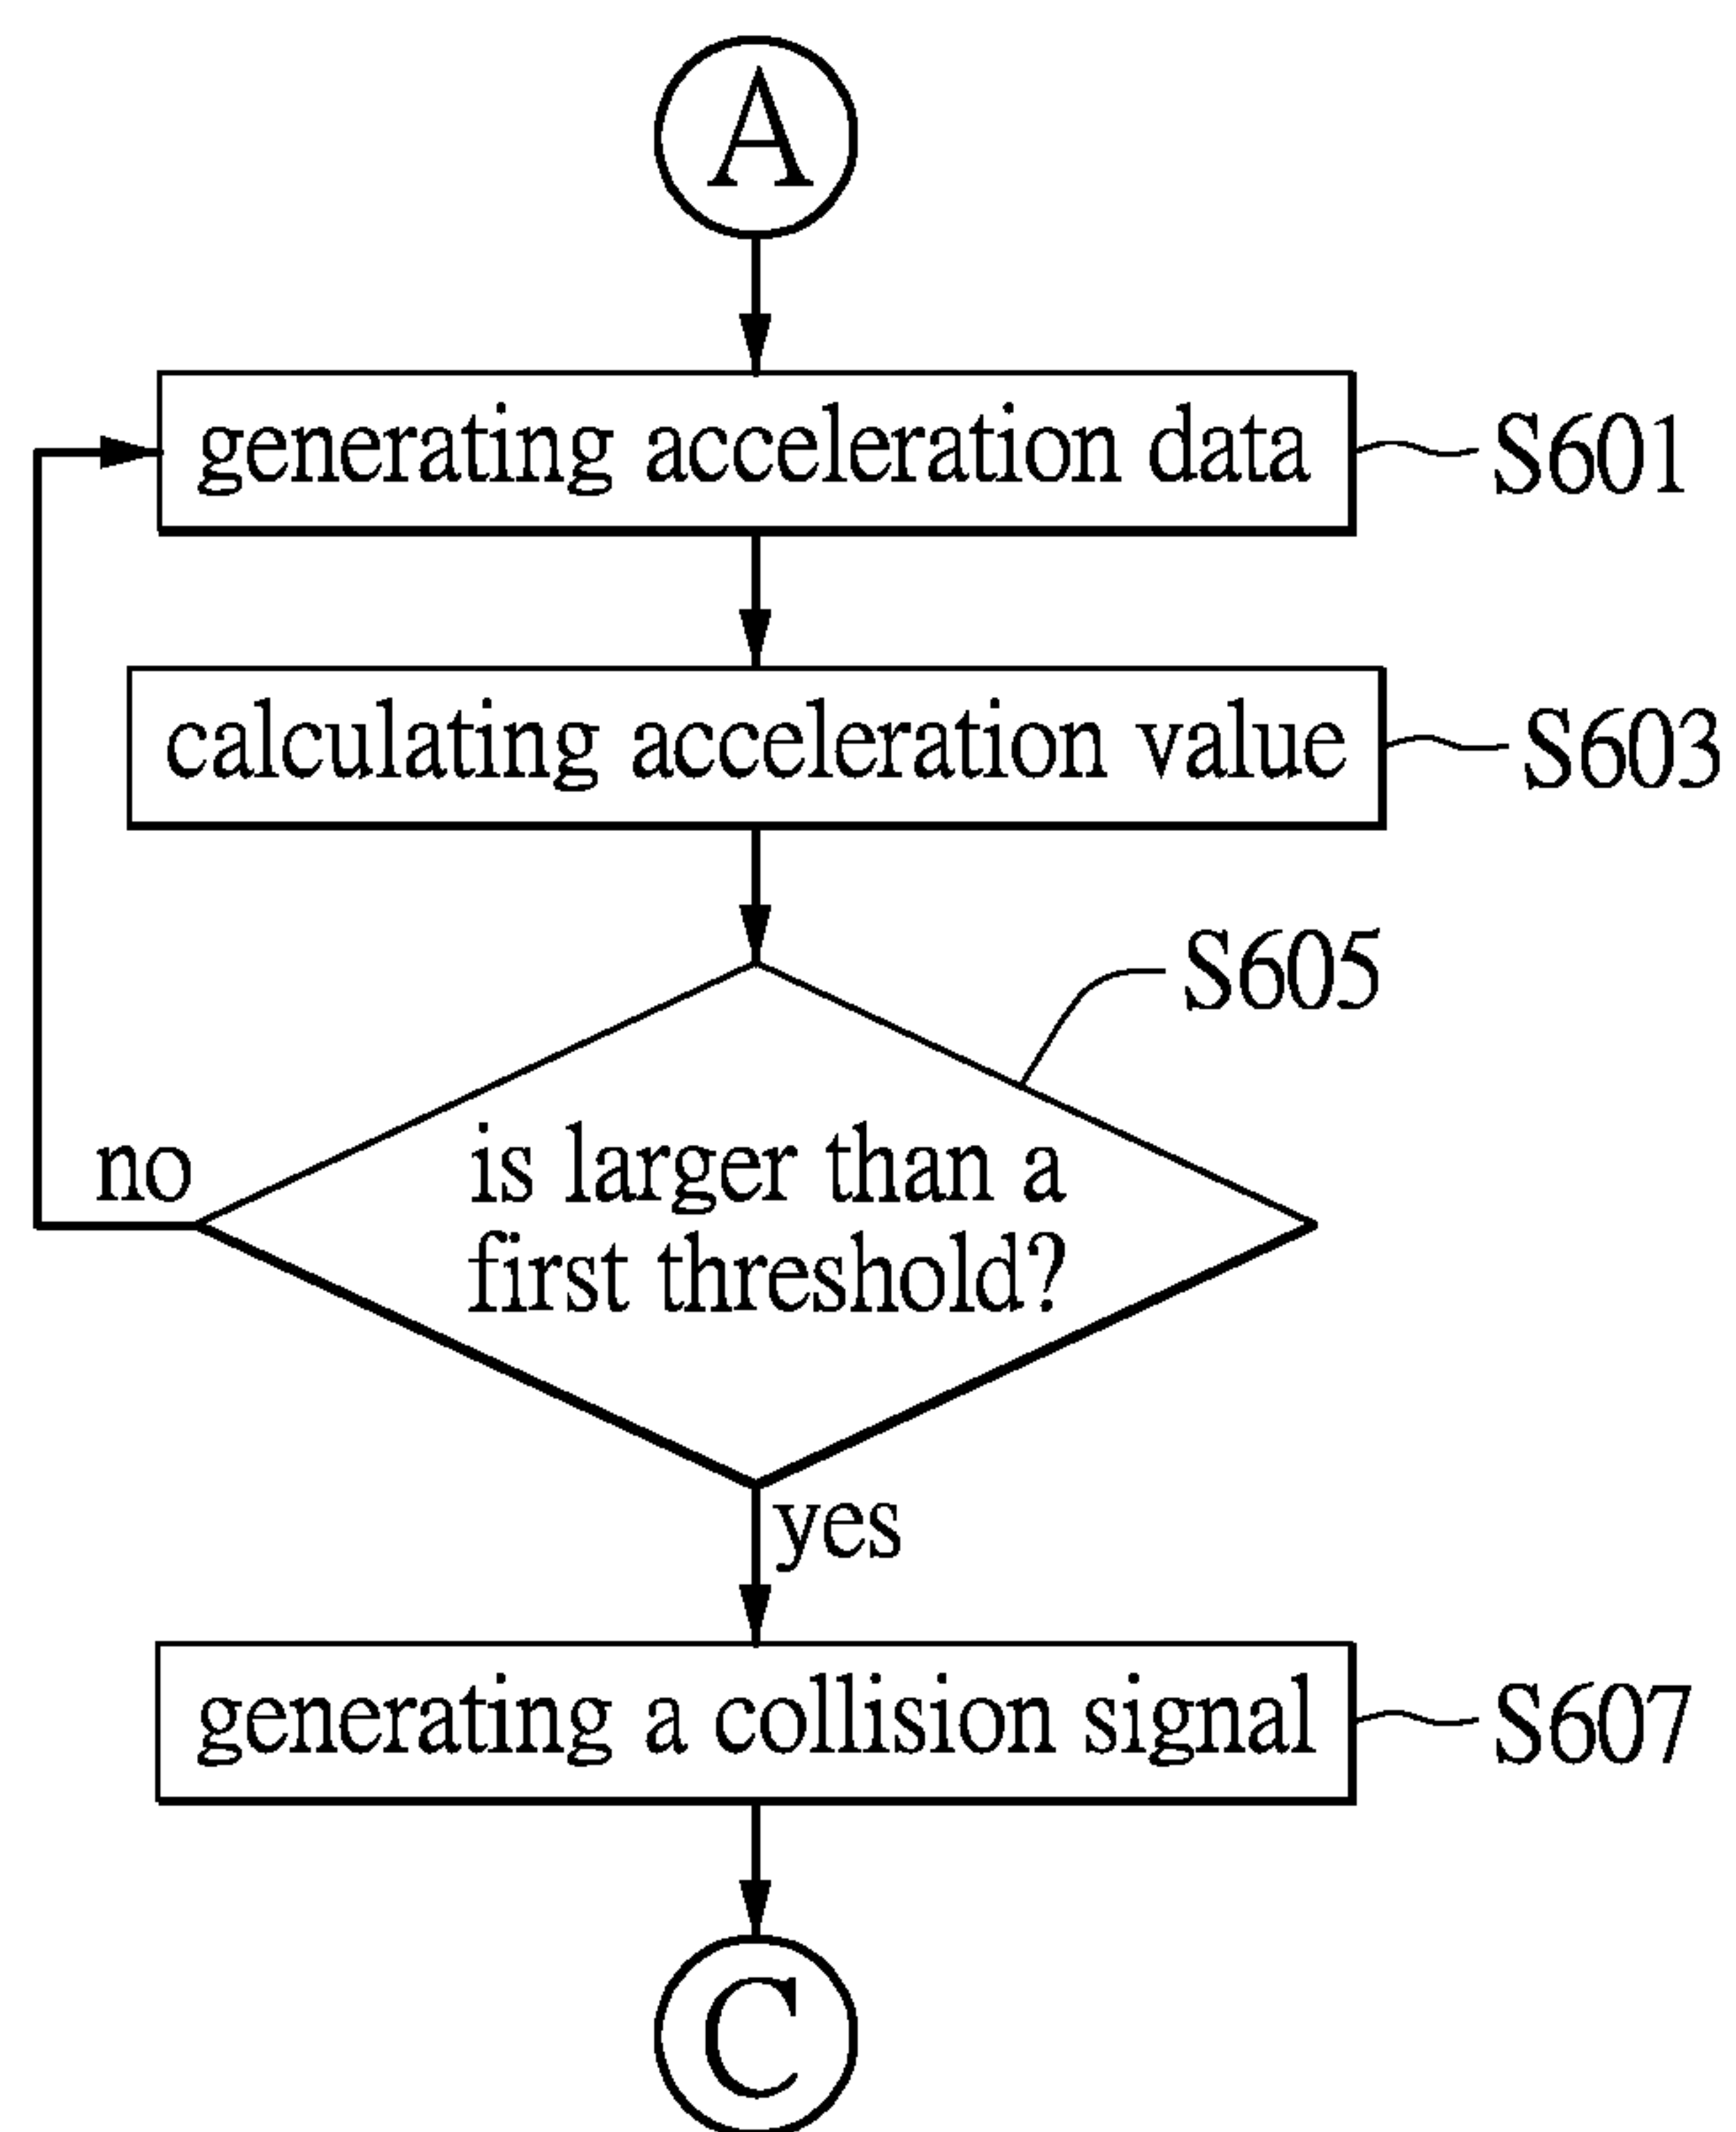 A
generating acceleration data
S601
calculating acceleration value
S603
S605
is larger than a
first threshold?
no
yes
generating a collision signal
S607
C